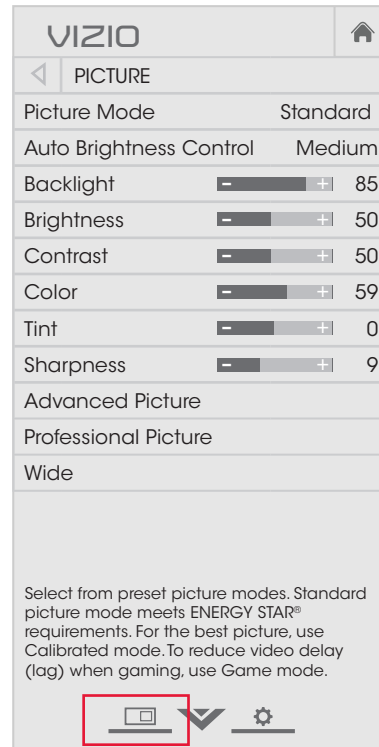 VIZIO
PICTURE
Picture Mode Standard
Auto Brightness Control Medium
Backlight - + 85
Brightness - + 50
Contrast - + 50
Color - + 59
Tint - + 0
Sharpness - + 9
Advanced Picture
Professional Picture
Wide
Select from preset picture modes. Standard
picture mode meets ENERGY STAR®
requirements. For the best picture, use
Calibrated mode. To reduce video delay
(lag) when gaming, use Game mode.